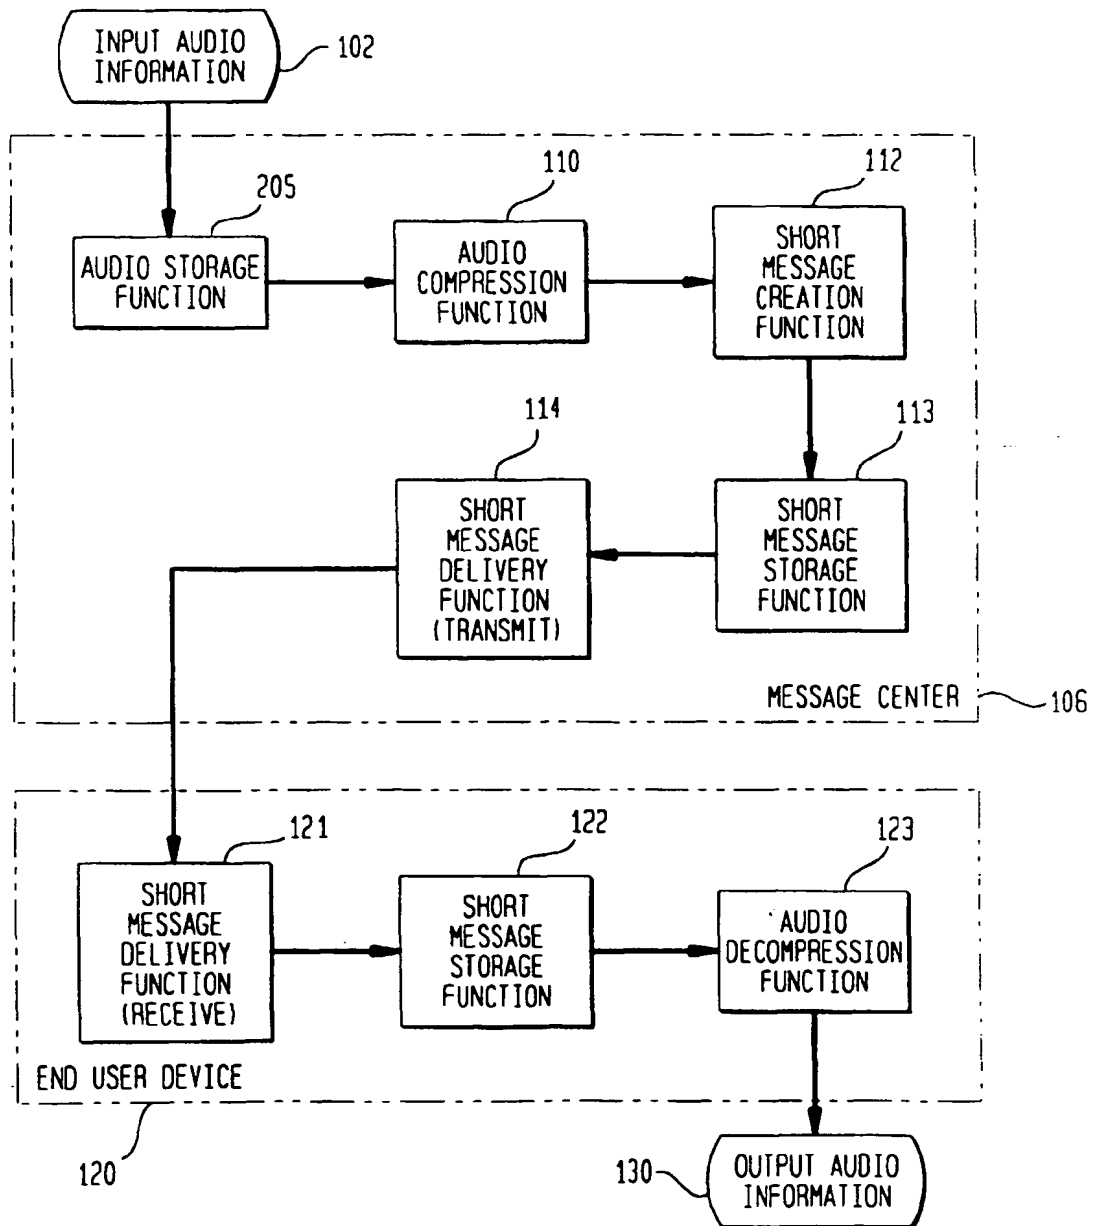 INPUT AUDIO
INFORMATION
102
205
110
112
AUDIO STORAGE
FUNCTION
AUDIO
COMPRESSION
FUNCTION
SHORT
MESSAGE
CREATION
FUNCTION
114
113
SHORT
MESSAGE
DELIVERY
FUNCTION
(TRANSMIT)
SHORT
MESSAGE
STORAGE
FUNCTION
MESSAGE CENTER
106
121
122
123
SHORT
MESSAGE
DELIVERY
FUNCTION
(RECEIVE)
SHORT
MESSAGE
STORAGE
FUNCTION
AUDIO
DECOMPRESSION
FUNCTION
END USER DEVICE
120
130
OUTPUT AUDIO
INFORMATION